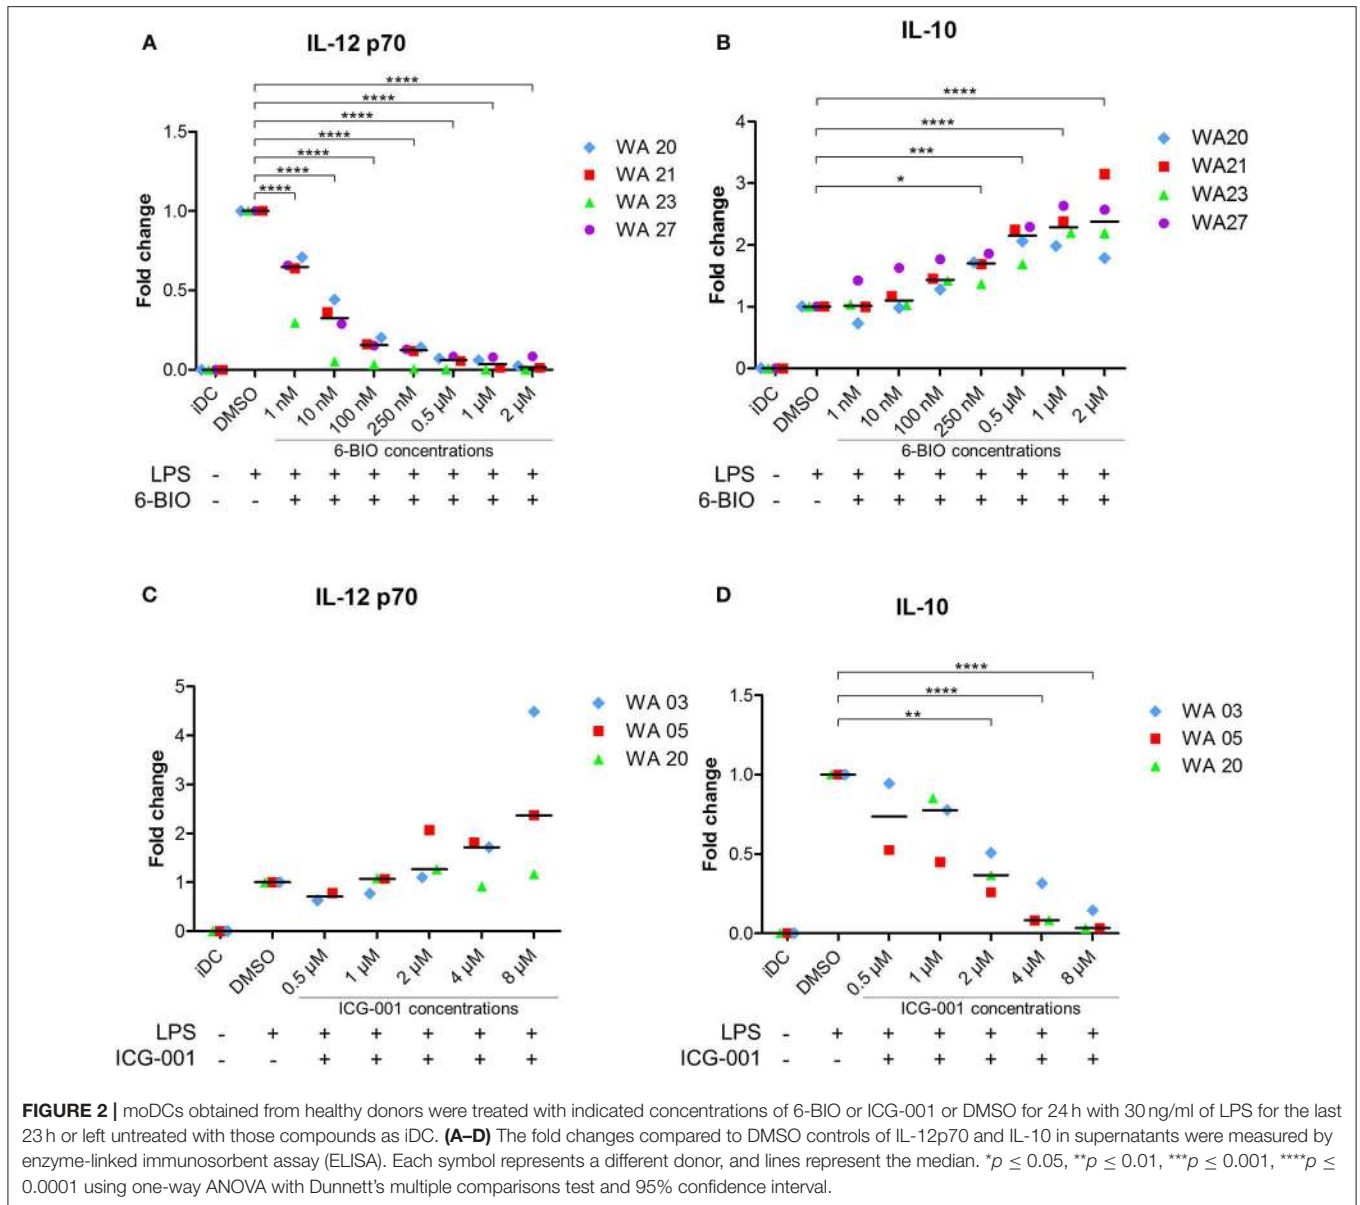 A
IL-12 p70
****
****
****
****
****
****
****
1.5
1.0
0.5
0.0
Fold change
WA 20
WA 21
WA 23
WA 27
iDC
DMSO
1 nM
10 nM
100 nM
250 nM
0.5 µM
1 µM
2 µM
6-BIO concentrations
LPS - + + + + + + + +
6-BIO - - + + + + + + +
B
IL-10
****
****
***
*
4
3
2
1
0
Fold change
WA20
WA21
WA23
WA27
iDC
DMSO
1 nM
10 nM
100 nM
250 nM
0.5 µM
1 µM
2 µM
6-BIO concentrations
LPS - + + + + + + + +
6-BIO - - + + + + + + +
C
IL-12 p70
5
4
3
2
1
0
Fold change
WA 03
WA 05
WA 20
iDC
DMSO
0.5 µM
1 µM
2 µM
4 µM
8 µM
ICG-001 concentrations
LPS - + + + + + +
ICG-001 - - + + + + +
D
IL-10
****
****
**
1.5
1.0
0.5
0.0
Fold change
WA 03
WA 05
WA 20
iDC
DMSO
0.5 µM
1 µM
2 µM
4 µM
8 µM
ICG-001 concentrations
LPS - + + + + + +
ICG-001 - - + + + + +
FIGURE 2 | moDCs obtained from healthy donors were treated with indicated concentrations of 6-BIO or ICG-001 or DMSO for 24 h with 30 ng/ml of LPS for the last
23 h or left untreated with those compounds as iDC. (A–D) The fold changes compared to DMSO controls of IL-12p70 and IL-10 in supernatants were measured by
enzyme-linked immunosorbent assay (ELISA). Each symbol represents a different donor, and lines represent the median. *p ≤ 0.05, **p ≤ 0.01, ***p ≤ 0.001, ****p ≤
0.0001 using one-way ANOVA with Dunnett's multiple comparisons test and 95% confidence interval.